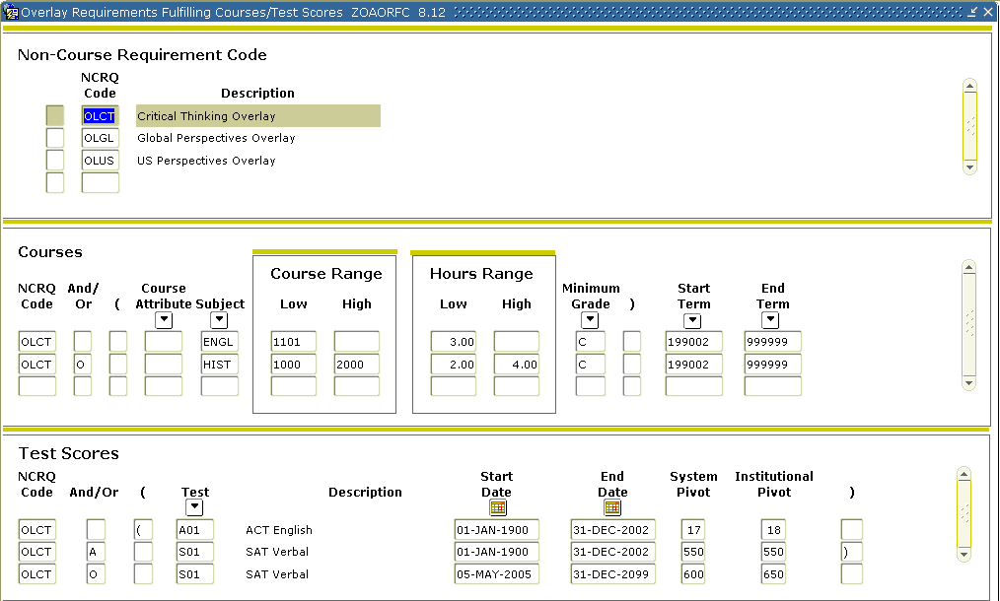 Overlay Requirements Fulfilling Courses/Test Scores ZOAORFC 8.12
Non-Course Requirement Code
NCRQ
Code Description
OLCT Critical Thinking Overlay
OLGL Global Perspectives Overlay
OLUS US Perspectives Overlay
Courses
Course Range Hours Range
NCRQ And/ Course Minimum Start End
Code Or ( Attribute Subject Low High Low High Grade ) Term Term
OLCT ENGL 1101 3.00 C 199002 999999
OLCT O HIST 1000 2000 2.00 4.00 C 199002 999999
Test Scores
NCRQ Start End System Institutional
Code And/Or ( Test Description Date Date Pivot Pivot )
OLCT ( A01 ACT English 01-JAN-1900 31-DEC-2002 17 18
OLCT A S01 SAT Verbal 01-JAN-1900 31-DEC-2002 550 550 )
OLCT O S01 SAT Verbal 05-MAY-2005 31-DEC-2099 600 650